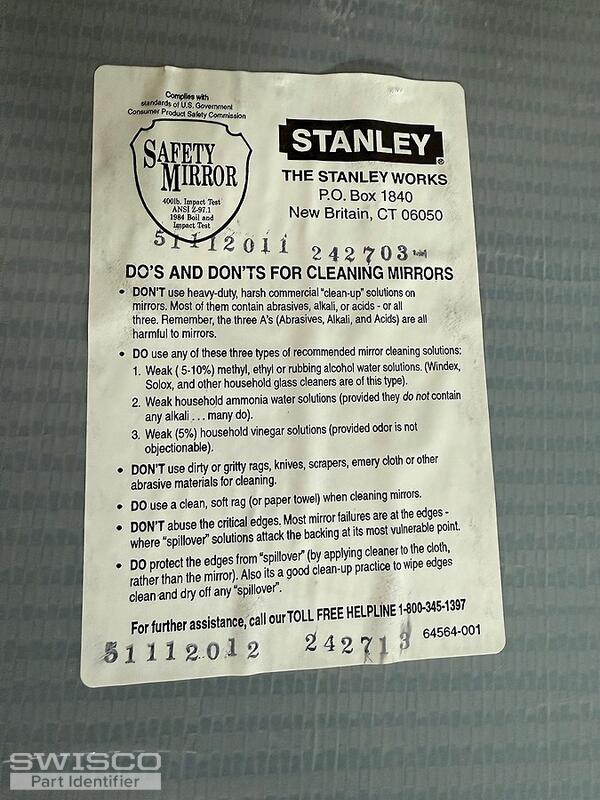 Complies with
standards of U.S. Government
Consumer Product Safety Commission
SAFETY
MIRROR
400lb. Impact Test
ANSI Z-97.1
1984 Boil and
Impact Test
STANLEY
®
THE STANLEY WORKS
P.O. Box 1840
New Britain, CT 06050
51112011 242703
DO'S AND DON'TS FOR CLEANING MIRRORS
• DON'T use heavy-duty, harsh commercial "clean-up" solutions on
mirrors. Most of them contain abrasives, alkali, or acids - or all
three. Remember, the three A's (Abrasives, Alkali, and Acids) are all
harmful to mirrors.
• DO use any of these three types of recommended mirror cleaning solutions:
1. Weak ( 5-10%) methyl, ethyl or rubbing alcohol water solutions. (Windex,
Solox, and other household glass cleaners are of this type).
2. Weak household ammonia water solutions (provided they do not contain
any alkali . . . many do).
3. Weak (5%) household vinegar solutions (provided odor is not
objectionable).
• DON'T use dirty or gritty rags, knives, scrapers, emery cloth or other
abrasive materials for cleaning.
• DO use a clean, soft rag (or paper towel) when cleaning mirrors.
• DON'T abuse the critical edges. Most mirror failures are at the edges -
where "spillover" solutions attack the backing at its most vulnerable point.
• DO protect the edges from "spillover" (by applying cleaner to the cloth,
rather than the mirror). Also its a good clean-up practice to wipe edges
clean and dry off any "spillover".
For further assistance, call our TOLL FREE HELPLINE 1-800-345-1397
51112012 242713 64564-001
SWISCO
Part Identifier